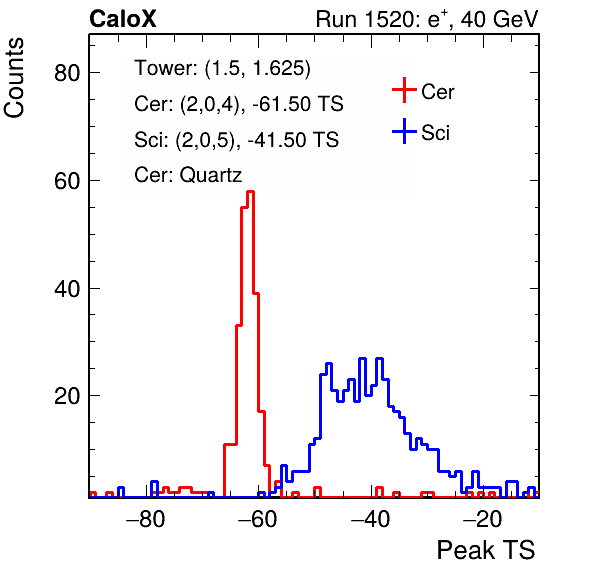 CaloX Run 1520: e⁺, 40 GeV
Counts
Tower: (1.5, 1.625)
Cer: (2,0,4), -61.50 TS
Sci: (2,0,5), -41.50 TS
Cer: Quartz
Cer
Sci
80
60
40
20
−80 −60 −40 −20
Peak TS